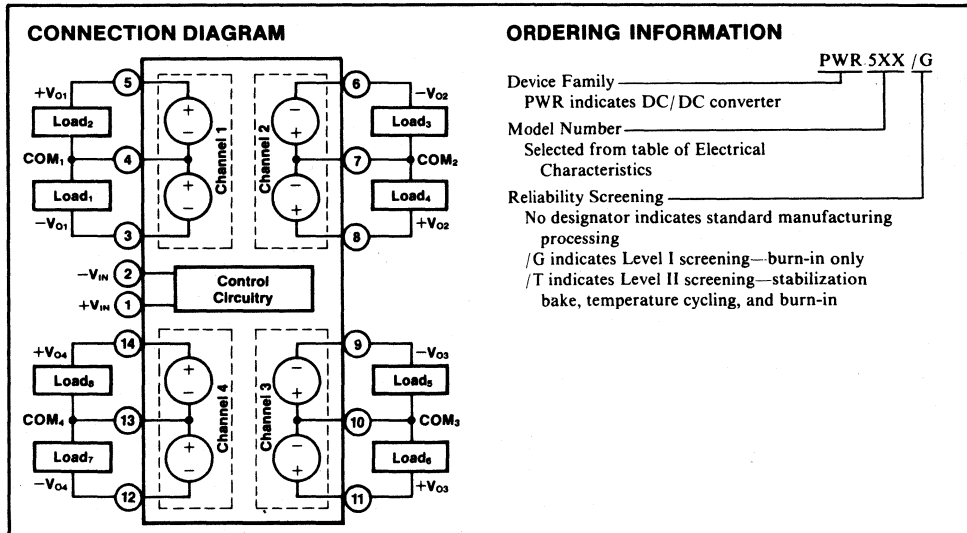 CONNECTION DIAGRAM
5
+VO1
Load2
COM1
4
Load1
−VO1
3
+
−
+
−
Channel 1
Channel 2
−
+
−
+
6
−VO2
Load3
7
COM2
Load4
+VO2
8
−VIN
2
+VIN
1
Control
Circuitry
14
+VO4
Load8
COM4
13
Load7
−VO4
12
+
−
+
−
Channel 4
Channel 3
−
+
−
+
9
−VO3
Load5
10
COM3
Load6
+VO3
11
ORDERING INFORMATION
PWR 5XX /G
Device Family
PWR indicates DC/DC converter
Model Number
Selected from table of Electrical
Characteristics
Reliability Screening
No designator indicates standard manufacturing
processing
/G indicates Level I screening—burn-in only
/T indicates Level II screening—stabilization
bake, temperature cycling, and burn-in